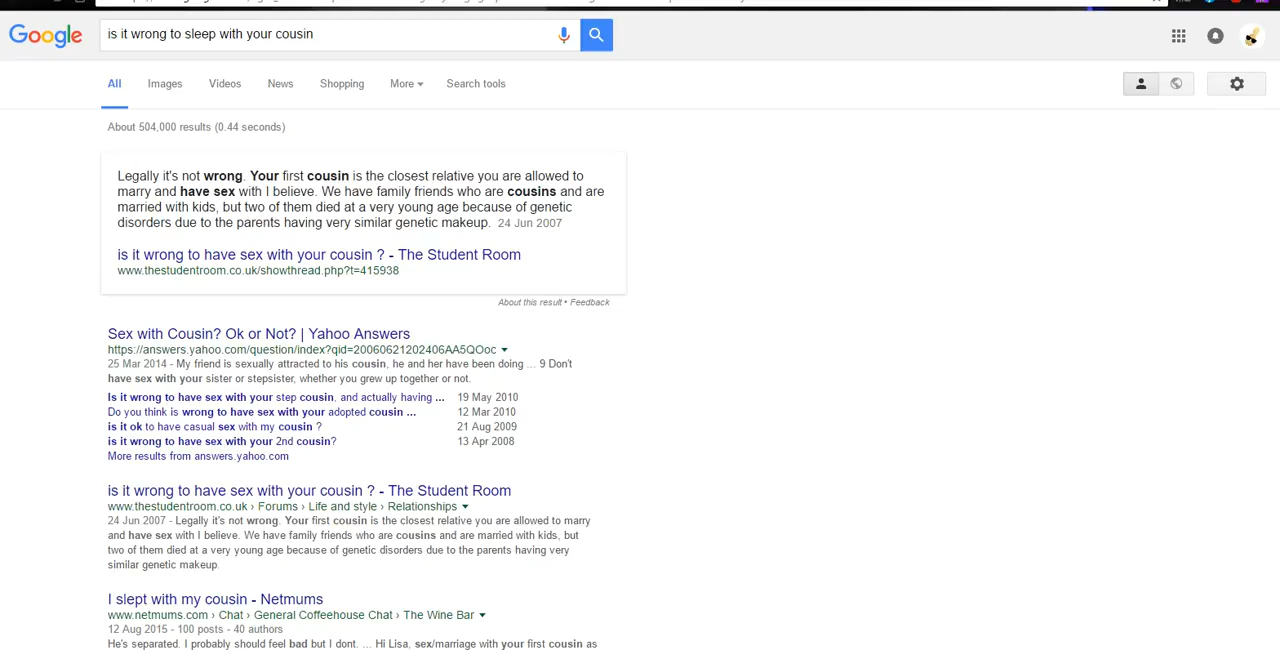 Google
is it wrong to sleep with your cousin
All Images Videos News Shopping More Search tools
About 504,000 results (0.44 seconds)
Legally it's not wrong. Your first cousin is the closest relative you are allowed to
marry and have sex with I believe. We have family friends who are cousins and are
married with kids, but two of them died at a very young age because of genetic
disorders due to the parents having very similar genetic makeup. 24 Jun 2007
is it wrong to have sex with your cousin ? - The Student Room
www.thestudentroom.co.uk/showthread.php?t=415938
About this result • Feedback
Sex with Cousin? Ok or Not? | Yahoo Answers
https://answers.yahoo.com/question/index?qid=20060621202406AA5QOoc
25 Mar 2014 - My friend is sexually attracted to his cousin, he and her have been doing ... 9 Don't
have sex with your sister or stepsister, whether you grew up together or not.
Is it wrong to have sex with your step cousin, and actually having ... 19 May 2010
Do you think is wrong to have sex with your adopted cousin ... 12 Mar 2010
is it ok to have casual sex with my cousin ? 21 Aug 2009
is it wrong to have sex with your 2nd cousin? 13 Apr 2008
More results from answers.yahoo.com
is it wrong to have sex with your cousin ? - The Student Room
www.thestudentroom.co.uk › Forums › Life and style › Relationships
24 Jun 2007 - Legally it's not wrong. Your first cousin is the closest relative you are allowed to marry
and have sex with I believe. We have family friends who are cousins and are married with kids, but
two of them died at a very young age because of genetic disorders due to the parents having very
similar genetic makeup.
I slept with my cousin - Netmums
www.netmums.com › Chat › General Coffeehouse Chat › The Wine Bar
12 Aug 2015 - 100 posts - 40 authors
He's separated. I probably should feel bad but I dont. ... Hi Lisa, sex/marriage with your first cousin as